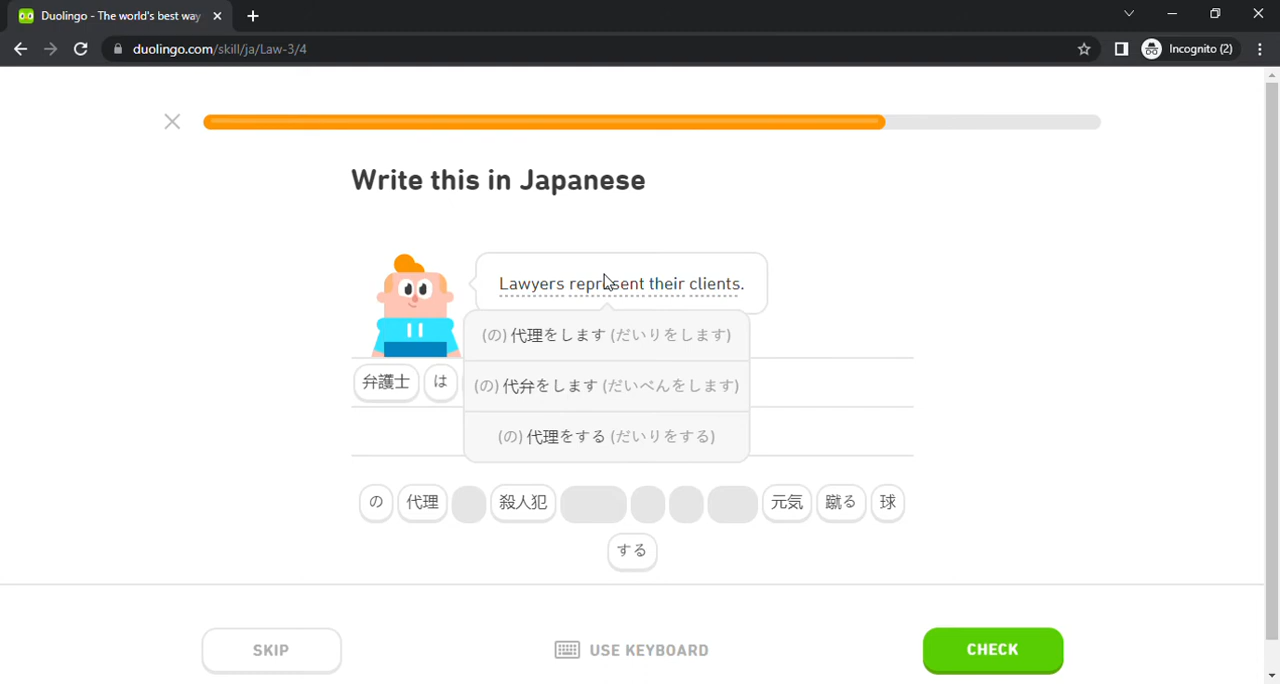 Duolingo - The world's best way
duolingo.com/skill/ja/Law-3/4
Incognito (2)
Write this in Japanese
Lawyers represent their clients.
(の) 代理をします (だいりをします)
(の) 代弁をします (だいべんをします)
(の) 代理をする (だいりをする)
弁護士 は
の 代理 殺人犯 元気 蹴る 球
する
SKIP
USE KEYBOARD
CHECK